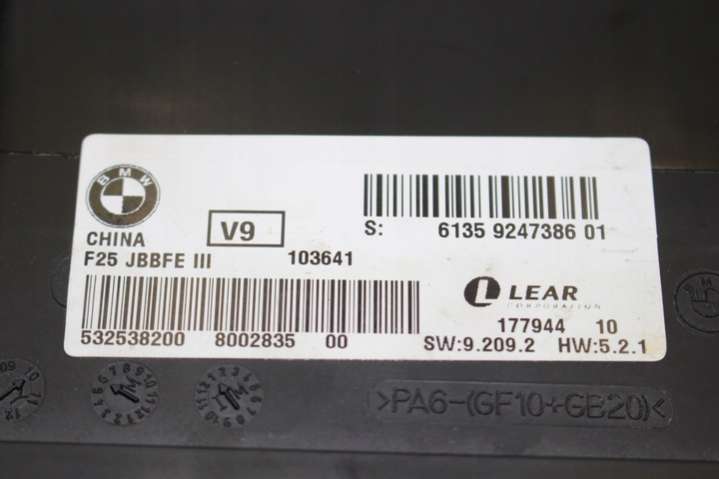 BMW
CHINA
V9
S: 6135 9247386 01
F25 JBBFE III 103641
LEAR
CORPORATION
177944 10
532538200 8002835 00
SW:9.209.2 HW:5.2.1
>PA6-(GF10+GB20)<